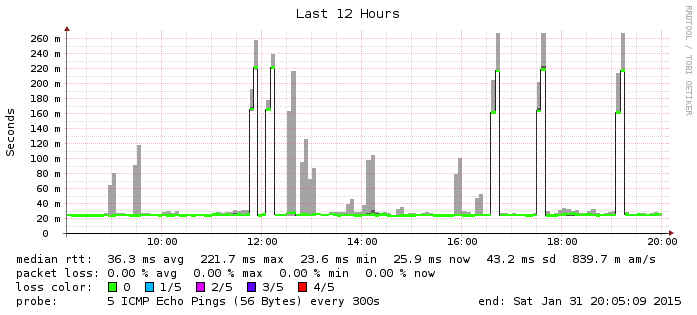 Last 12 Hours
RRDTOOL / TOBI OETIKER
Seconds
260 m
240 m
220 m
200 m
180 m
160 m
140 m
120 m
100 m
80 m
60 m
40 m
20 m
0
10:00 12:00 14:00 16:00 18:00 20:00
median rtt: 36.3 ms avg 221.7 ms max 23.6 ms min 25.9 ms now 43.2 ms sd 839.7 m am/s
packet loss: 0.00 % avg 0.00 % max 0.00 % min 0.00 % now
loss color: 0 1/5 2/5 3/5 4/5
probe: 5 ICMP Echo Pings (56 Bytes) every 300s end: Sat Jan 31 20:05:09 2015